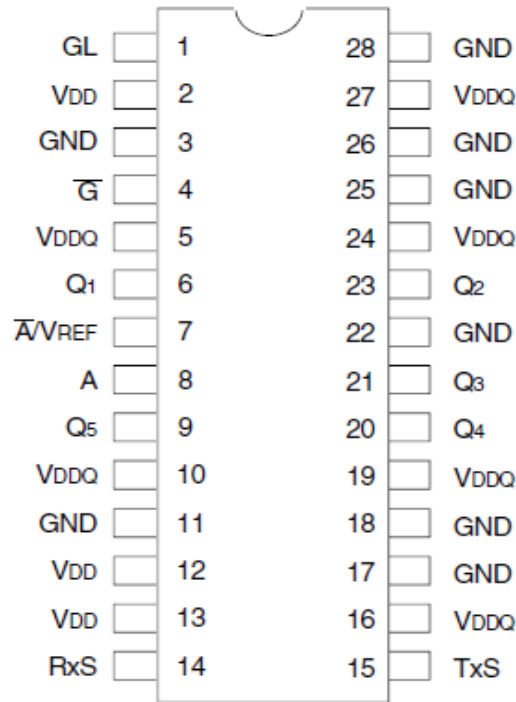 GL 1 28 GND
VDD 2 27 VDDQ
GND 3 26 GND
G̅ 4 25 GND
VDDQ 5 24 VDDQ
Q1 6 23 Q2
A̅/VREF 7 22 GND
A 8 21 Q3
Q5 9 20 Q4
VDDQ 10 19 VDDQ
GND 11 18 GND
VDD 12 17 GND
VDD 13 16 VDDQ
RxS 14 15 TxS